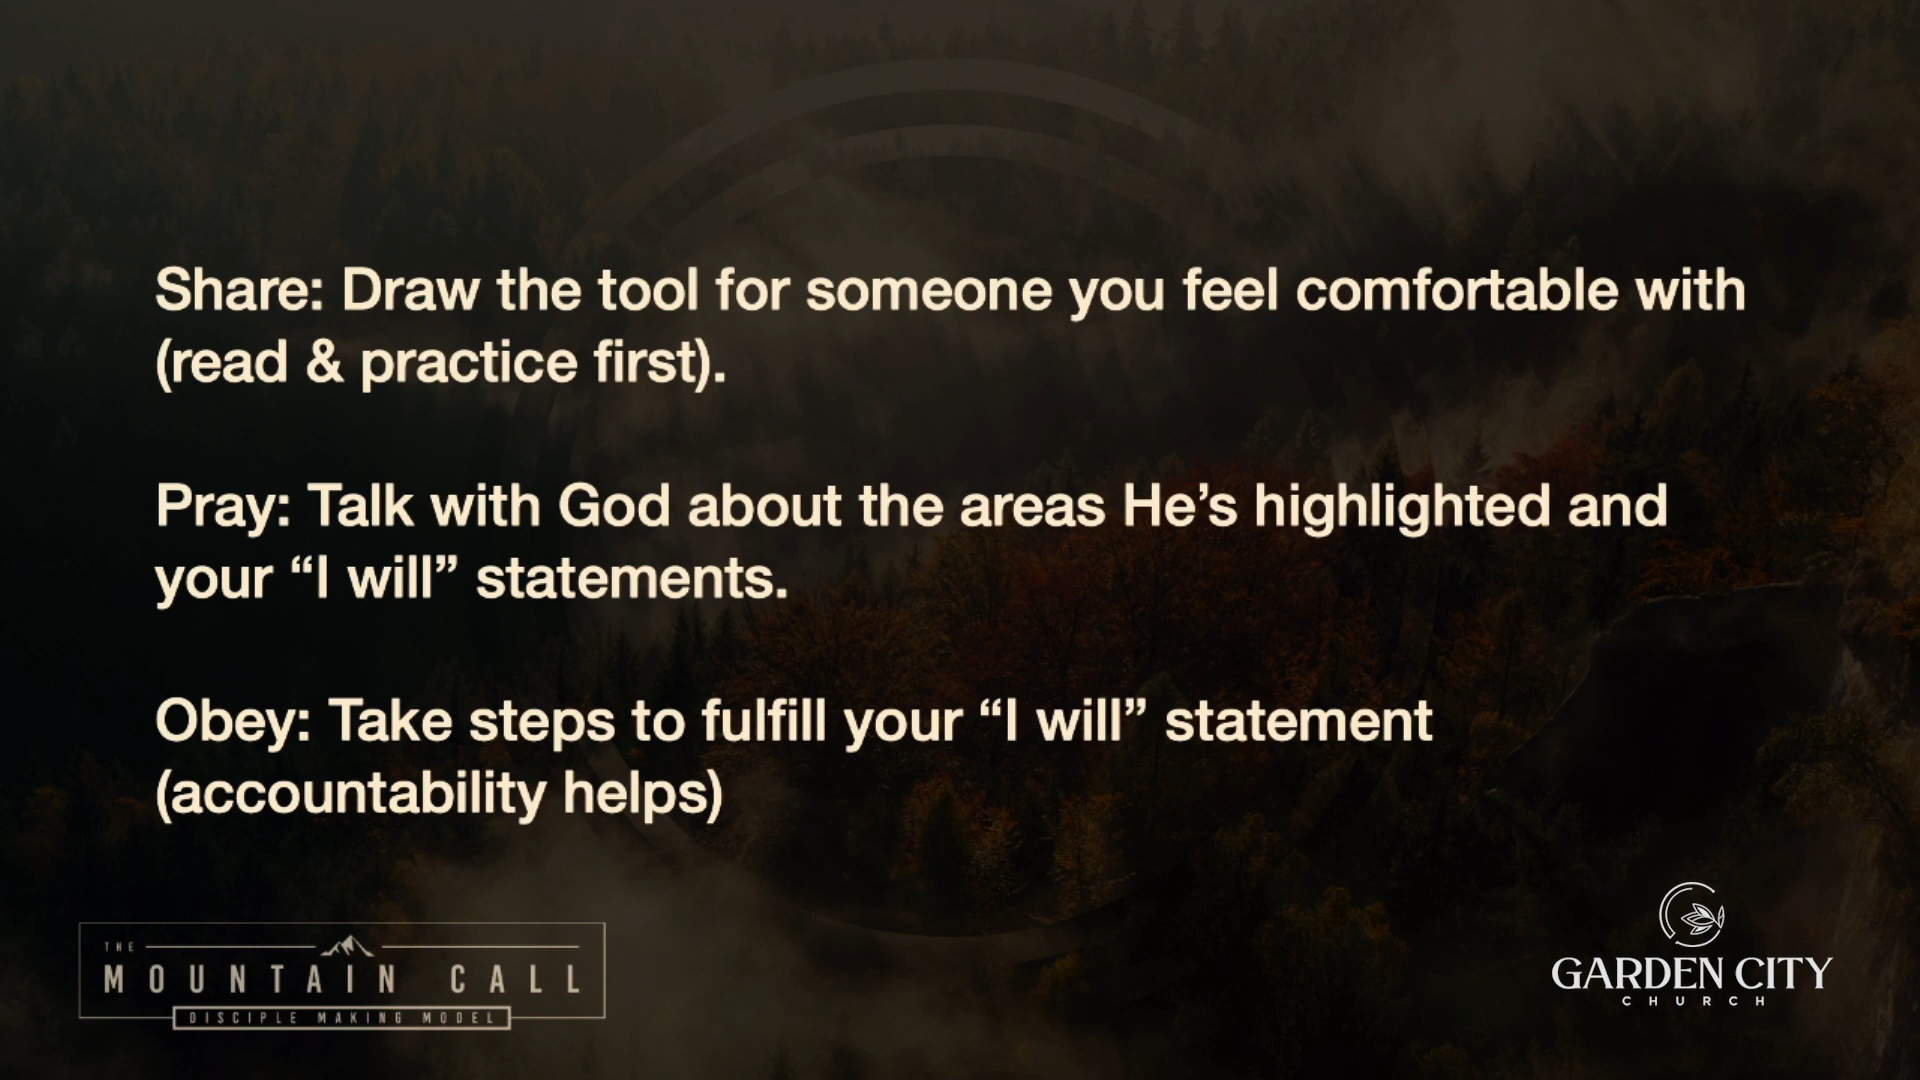 Share: Draw the tool for someone you feel comfortable with
(read & practice first).
Pray: Talk with God about the areas He’s highlighted and
your “I will” statements.
Obey: Take steps to fulfill your “I will” statement
(accountability helps)
THE
MOUNTAIN CALL
DISCIPLE MAKING MODEL
GARDEN CITY
CHURCH